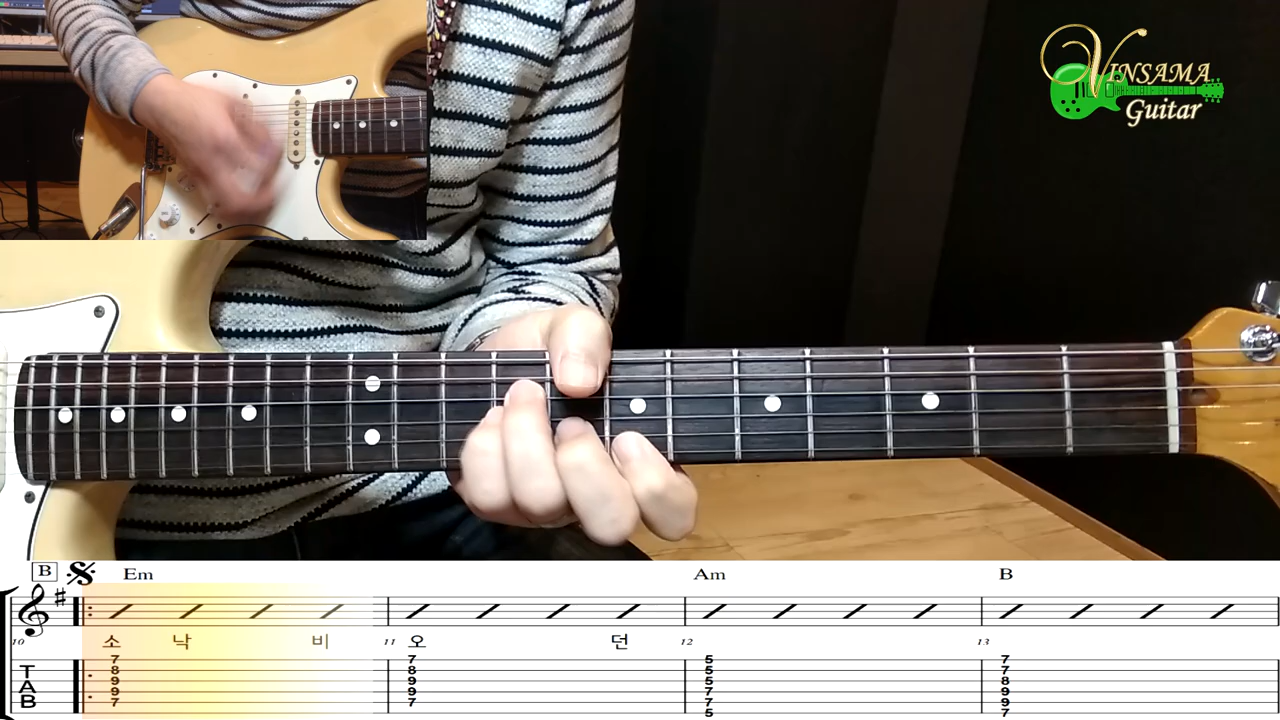 VINSAMA
Guitar
B Em Am B
10 소 낙 비 11 오 던 12 13
7 7 5 7
8 8 5 7
T 9 9 5 8
A 9 9 7 9
B 7 7 7 9
5 7